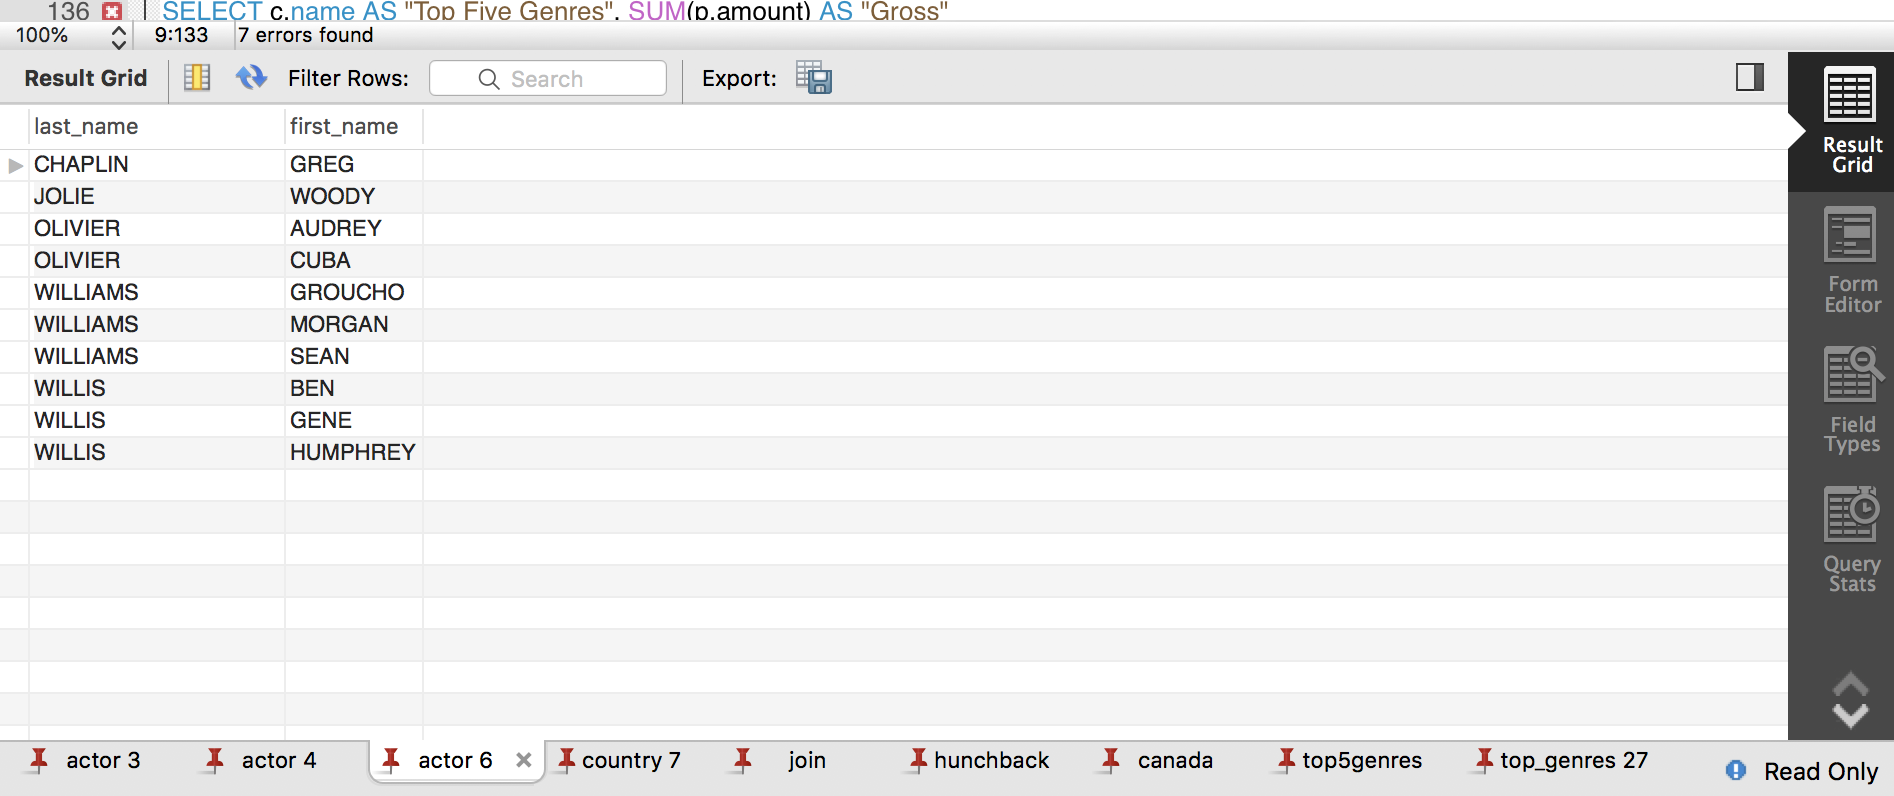 136 SELECT c.name AS "Top Five Genres", SUM(p.amount) AS "Gross"
100% 9:133 7 errors found
Result Grid Filter Rows: Search Export:
last_name first_name
CHAPLIN GREG
JOLIE WOODY
OLIVIER AUDREY
OLIVIER CUBA
WILLIAMS GROUCHO
WILLIAMS MORGAN
WILLIAMS SEAN
WILLIS BEN
WILLIS GENE
WILLIS HUMPHREY
Result
Grid
Form
Editor
Field
Types
Query
Stats
actor 3 actor 4 actor 6 country 7 join hunchback canada top5genres top_genres 27 Read Only